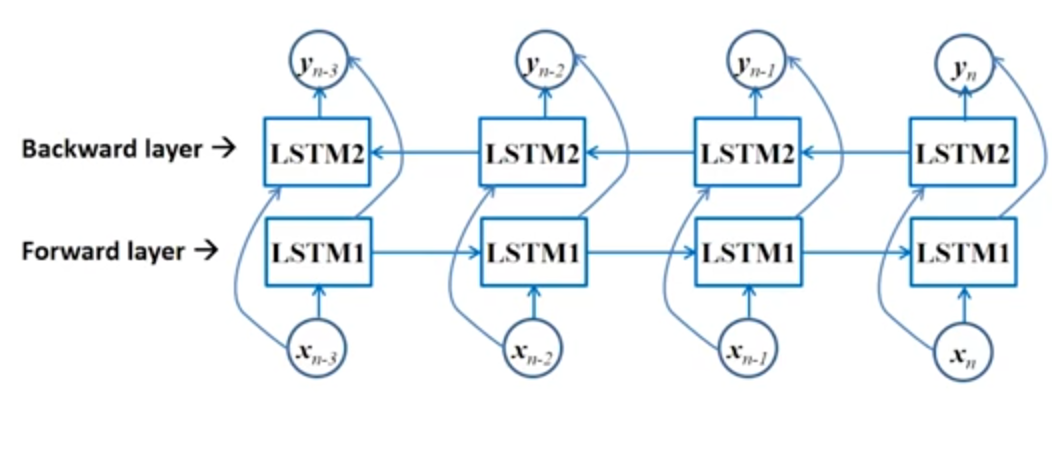 y_{n-3} y_{n-2} y_{n-1} y_n
Backward layer → LSTM2 LSTM2 LSTM2 LSTM2
Forward layer → LSTM1 LSTM1 LSTM1 LSTM1
x_{n-3} x_{n-2} x_{n-1} x_n